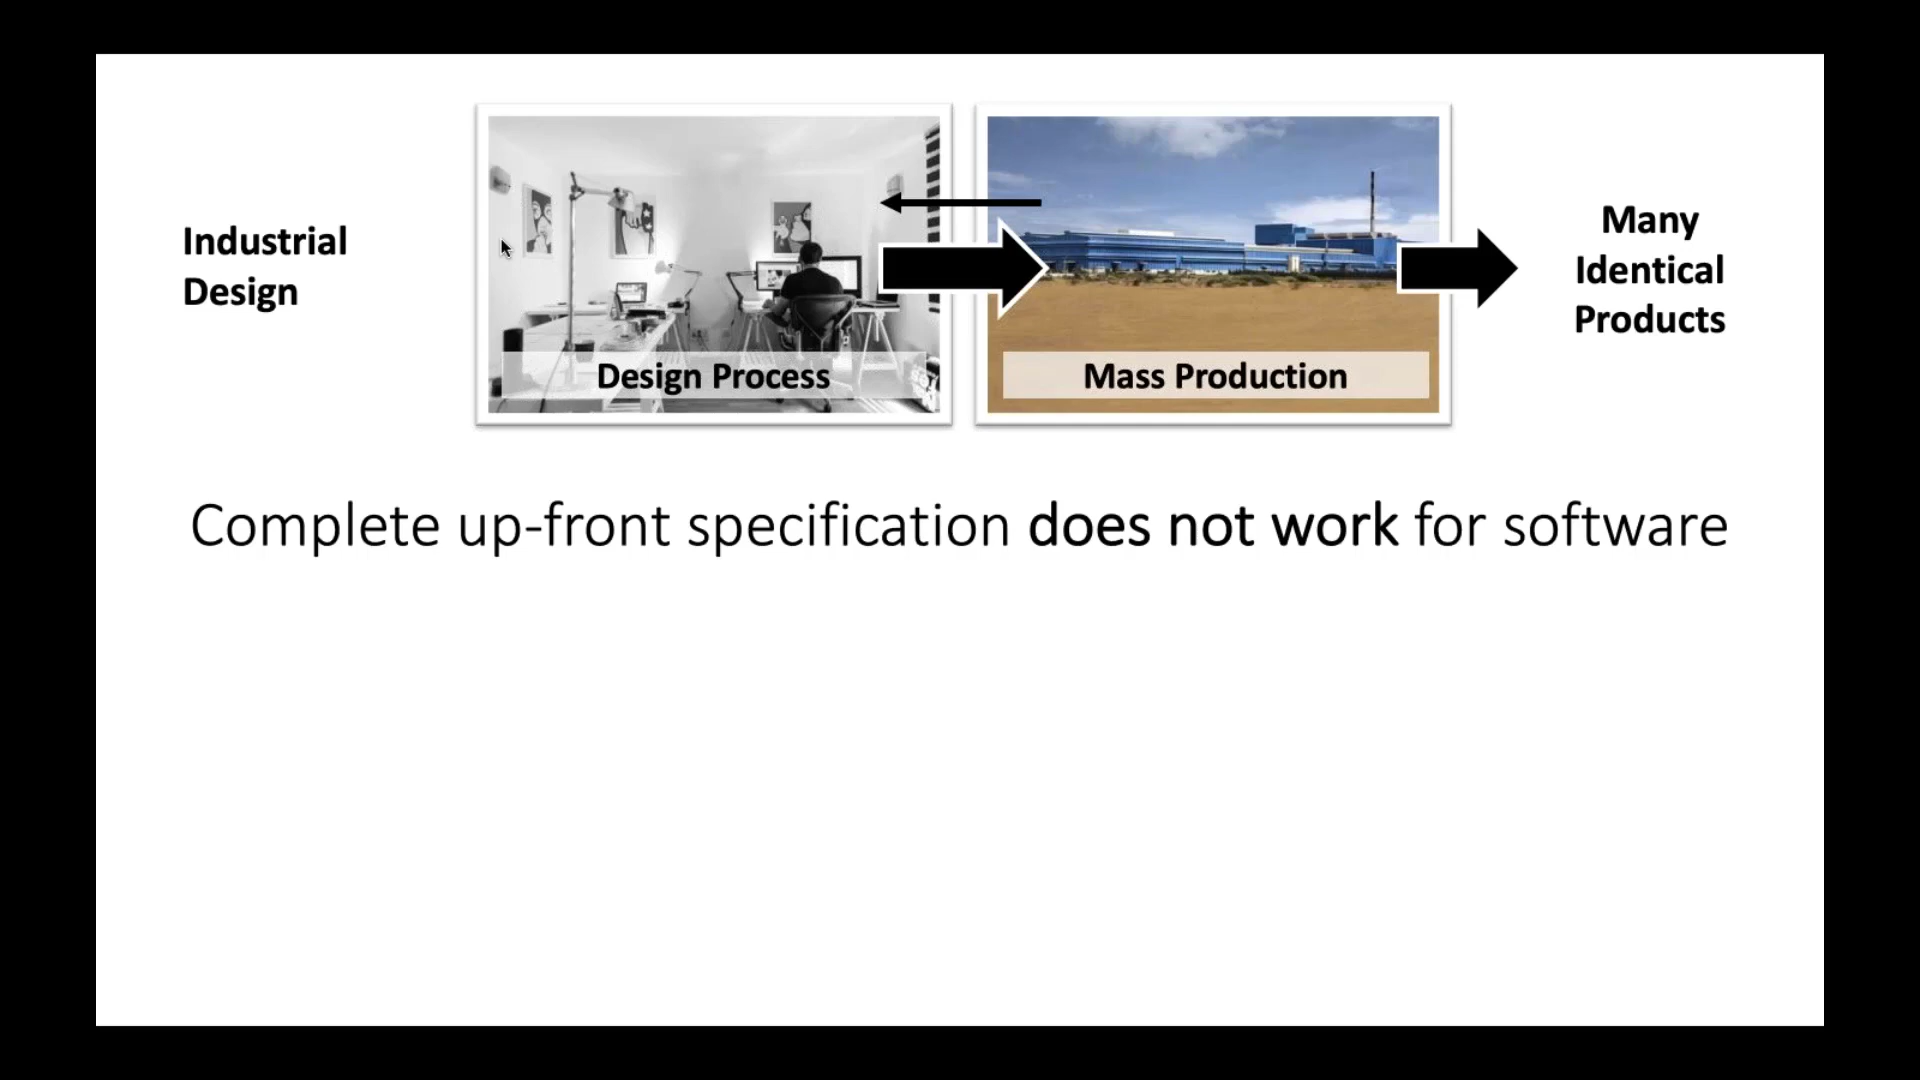 Industrial
Design
Design Process
Mass Production
Many
Identical
Products
Complete up-front specification does not work for software